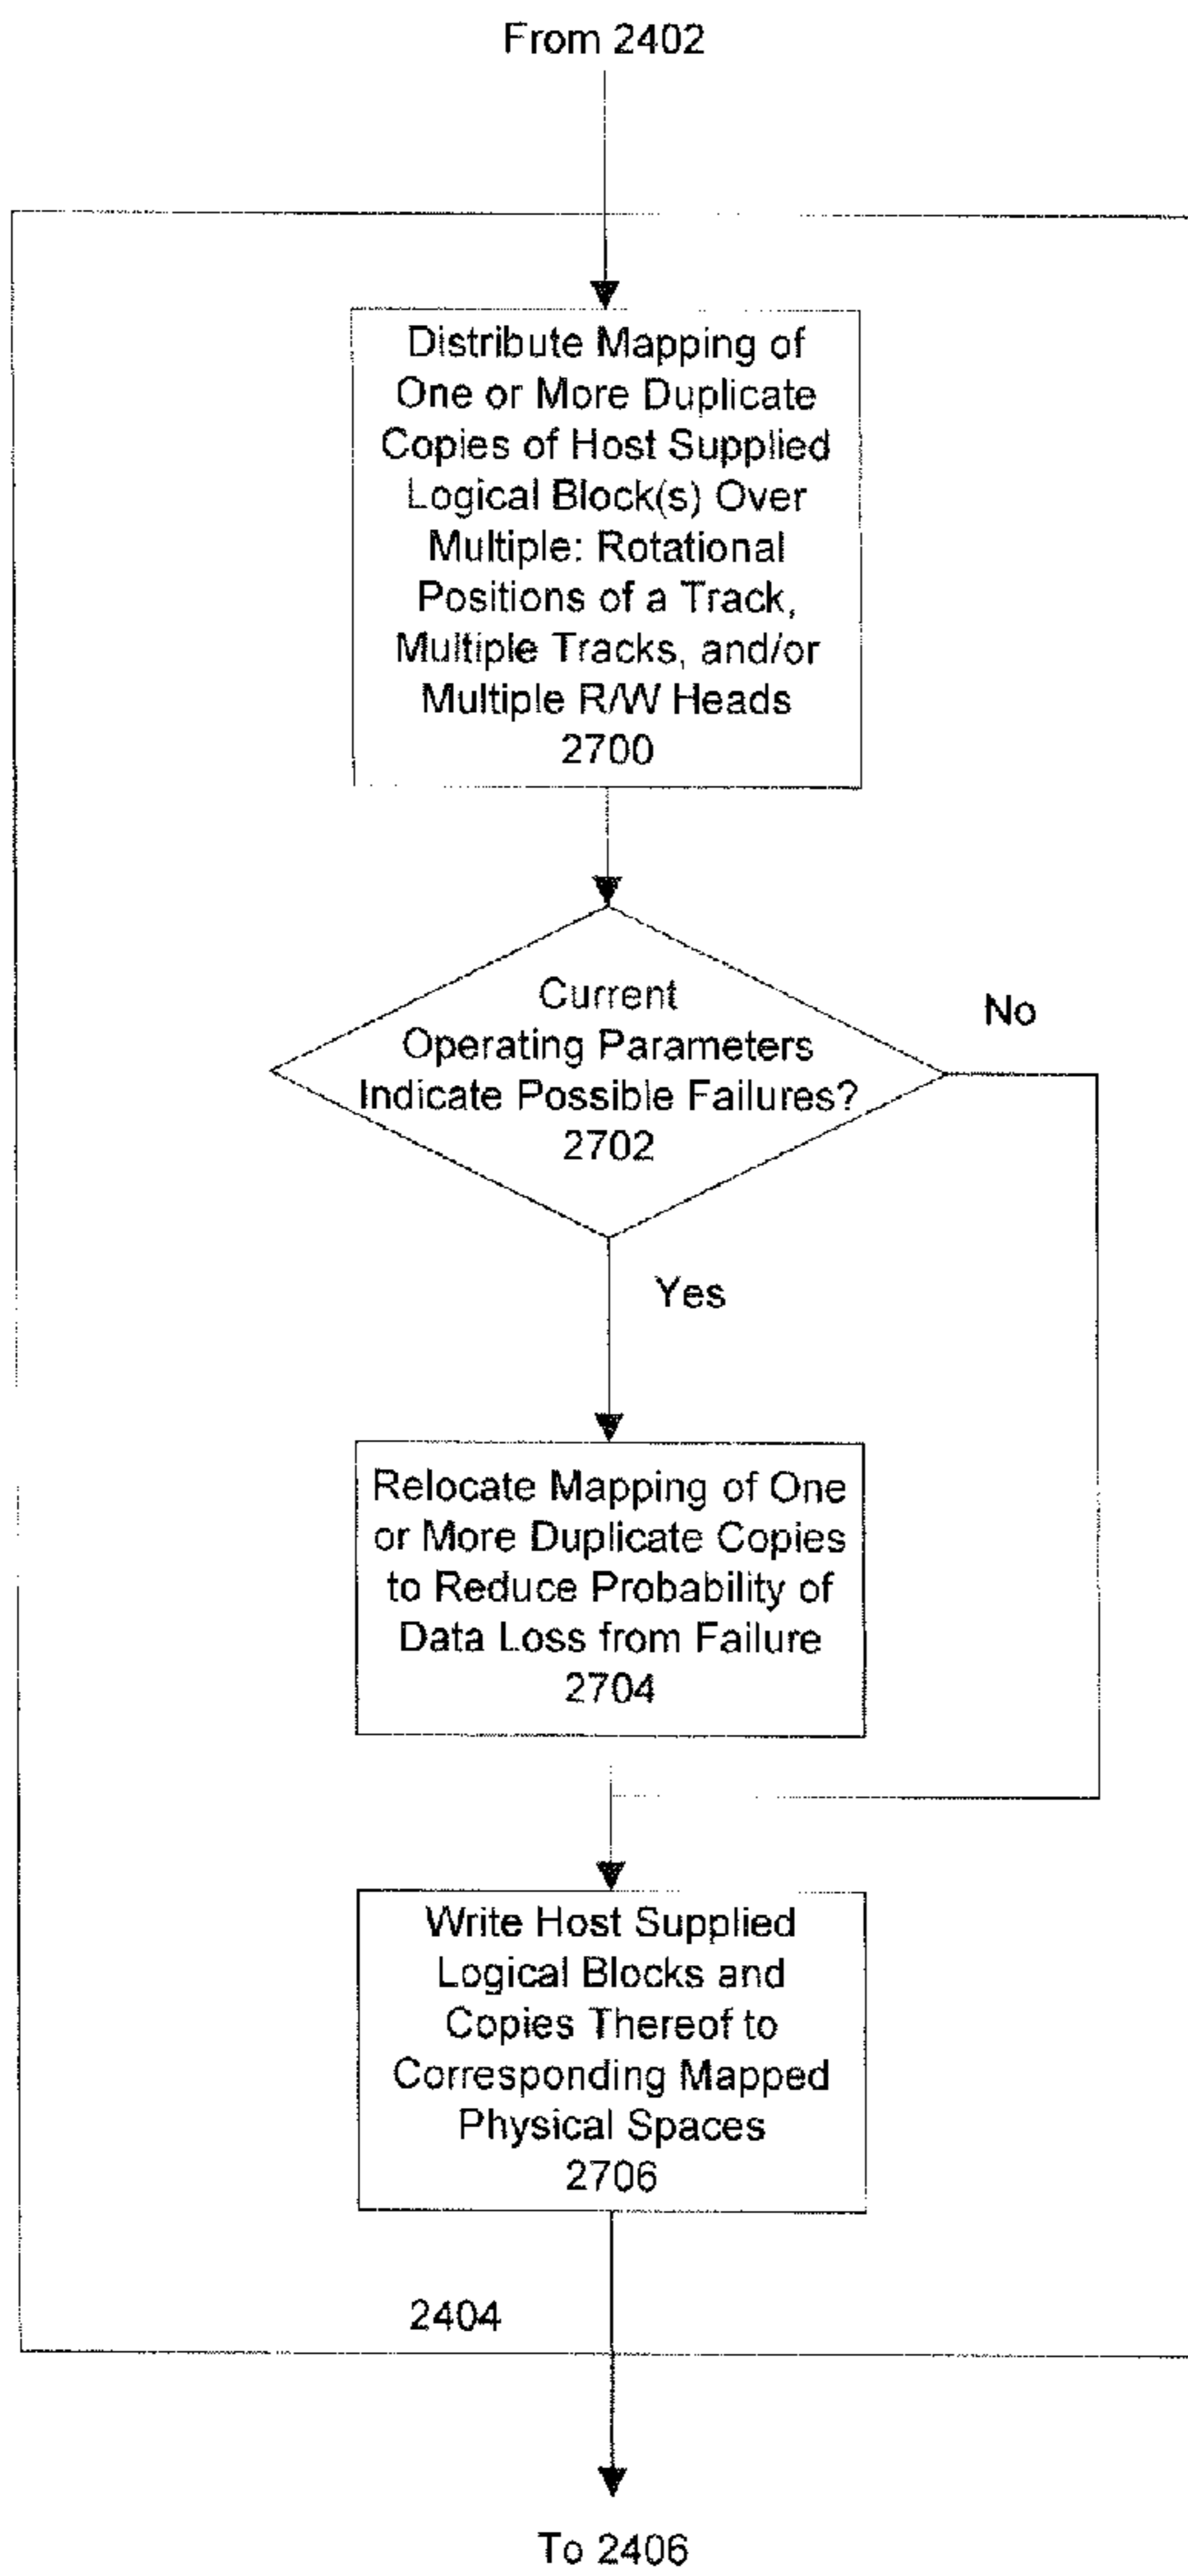 From 2402
Distribute Mapping of
One or More Duplicate
Copies of Host Supplied
Logical Block(s) Over
Multiple: Rotational
Positions of a Track,
Multiple Tracks, and/or
Multiple R/W Heads
2700
Current
Operating Parameters
Indicate Possible Failures?
2702
No
Yes
Relocate Mapping of One
or More Duplicate Copies
to Reduce Probability of
Data Loss from Failure
2704
Write Host Supplied
Logical Blocks and
Copies Thereof to
Corresponding Mapped
Physical Spaces
2706
2404
To 2406